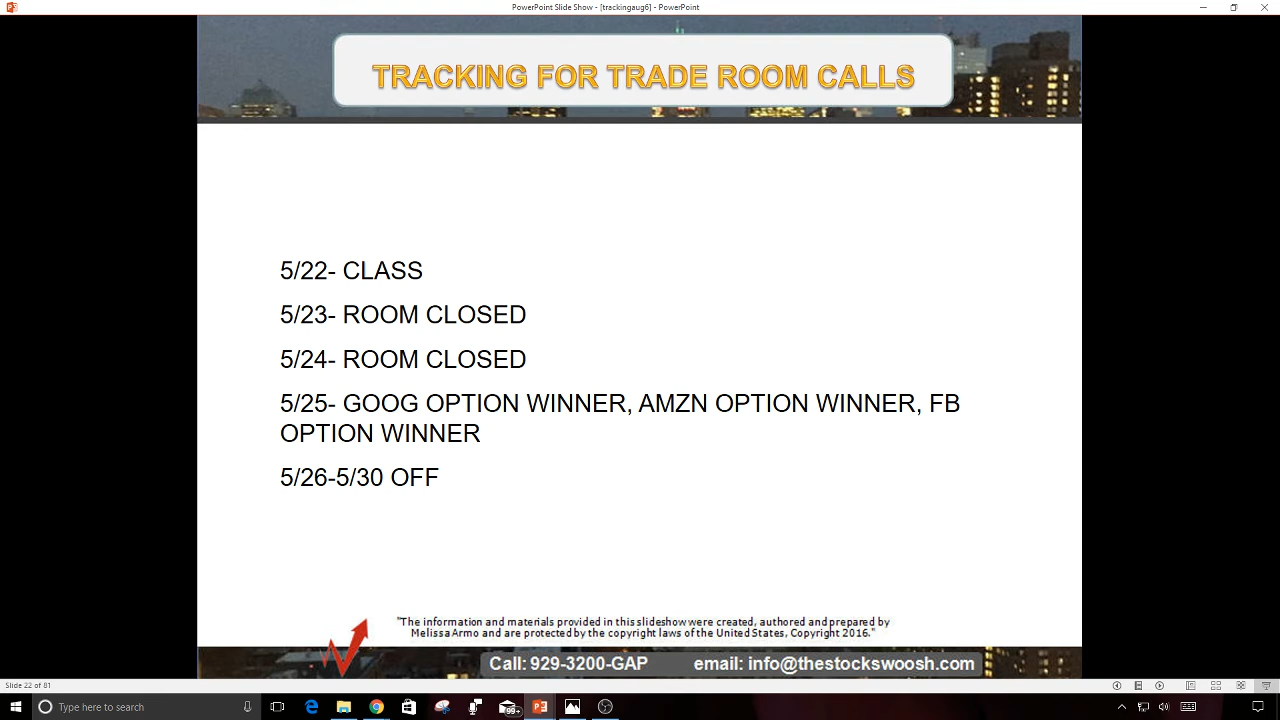 PowerPoint Slide Show - [trackingaug6] - PowerPoint
TRACKING FOR TRADE ROOM CALLS
5/22- CLASS
5/23- ROOM CLOSED
5/24- ROOM CLOSED
5/25- GOOG OPTION WINNER, AMZN OPTION WINNER, FB
OPTION WINNER
5/26-5/30 OFF
"The information and materials provided in this slideshow were created, authored and prepared by
Melissa Armo and are protected by the copyright laws of the United States, Copyright 2016."
Call: 929-3200-GAP email: info@thestockswoosh.com
Slide 22 of 81
Type here to search
99+